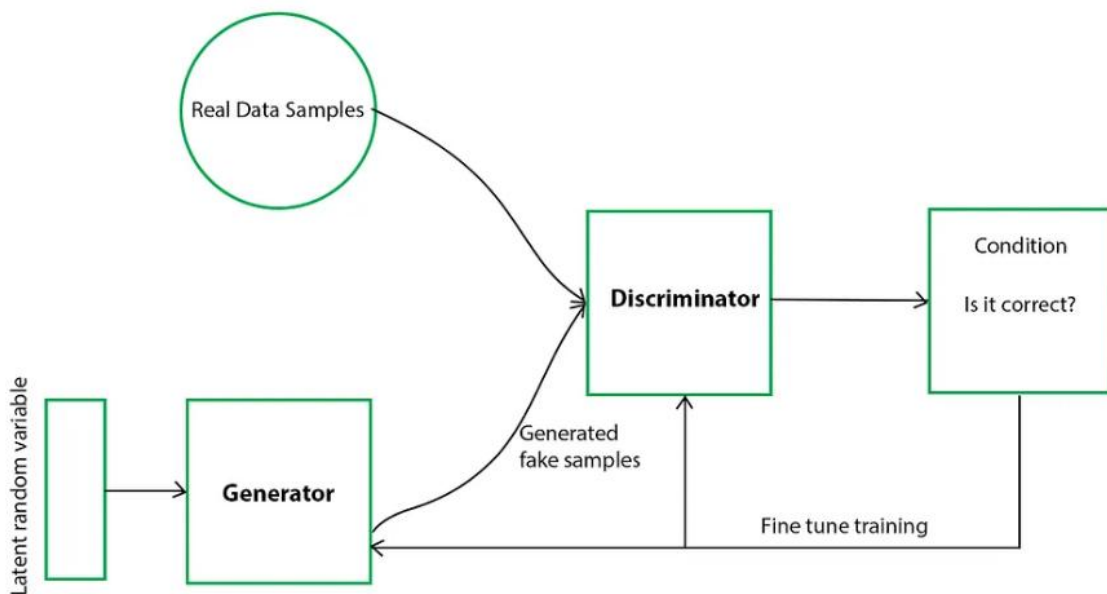 Real Data Samples
Discriminator
Condition
Is it correct?
Generated
fake samples
Latent random variable
Generator
Fine tune training